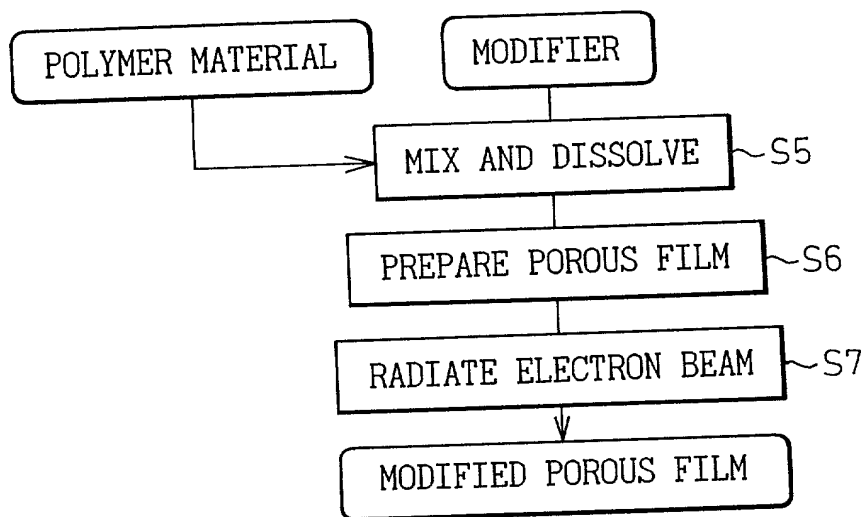 POLYMER MATERIAL
MODIFIER
MIX AND DISSOLVE
S5
PREPARE POROUS FILM
S6
RADIATE ELECTRON BEAM
S7
MODIFIED POROUS FILM